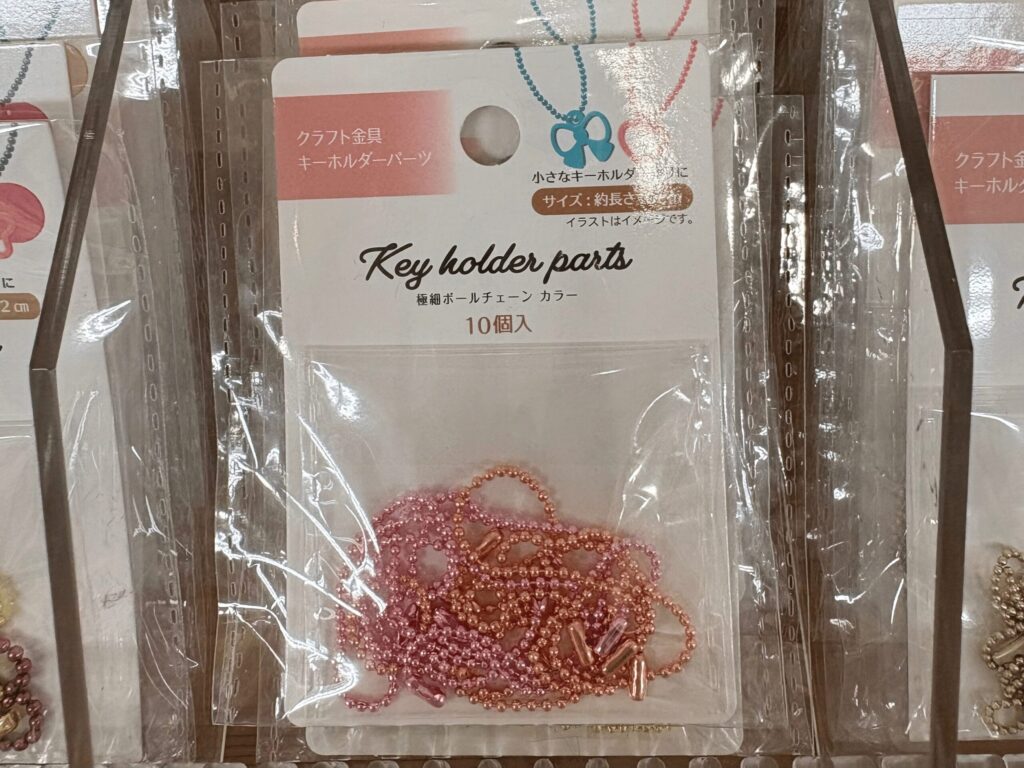 クラフト金具
キーホルダーパーツ
小さなキーホルダー
に
サイズ：約長さ
イラストはイメージです。
Key holder parts
極細ボールチェーン カラー
10個入
に
2㎝
クラフト金
キーホル